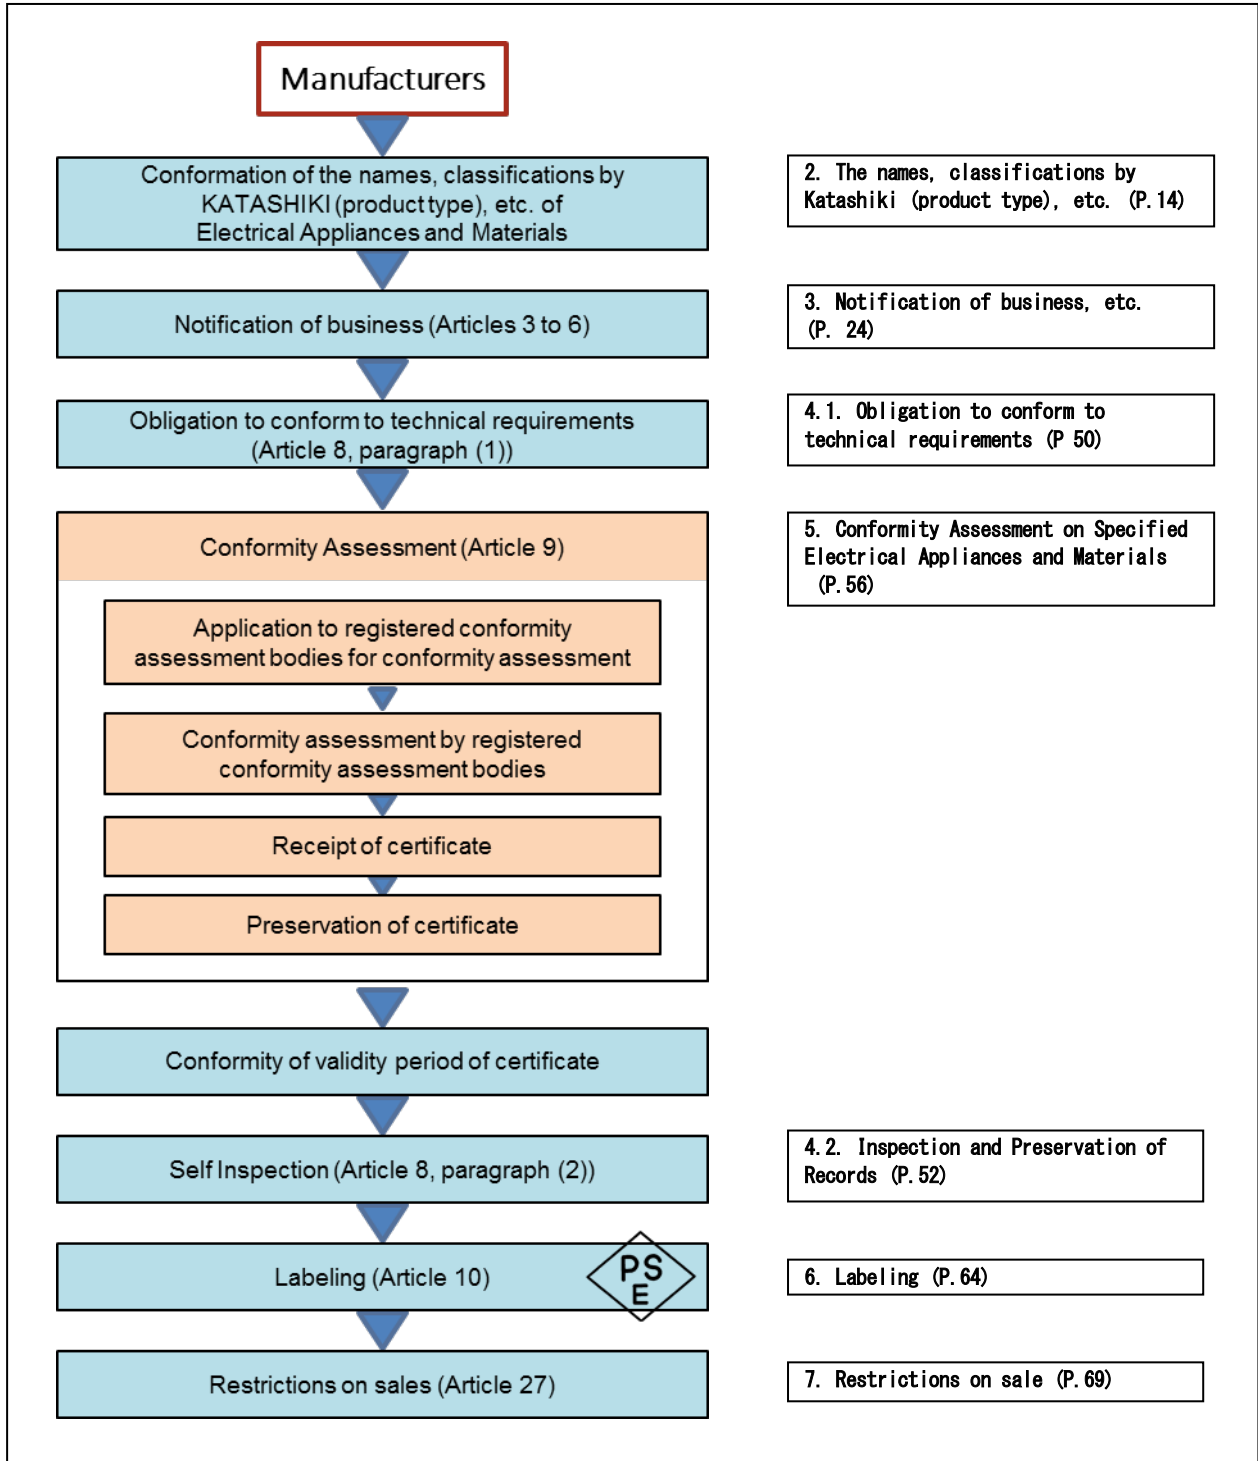 Manufacturers
Conformation of the names, classifications by
KATASHIKI (product type), etc. of
Electrical Appliances and Materials
2. The names, classifications by
Katashiki (product type), etc. (P.14)
Notification of business (Articles 3 to 6)
3. Notification of business, etc.
(P. 24)
Obligation to conform to technical requirements
(Article 8, paragraph (1))
4.1. Obligation to conform to
technical requirements (P 50)
Conformity Assessment (Article 9)
5. Conformity Assessment on Specified
Electrical Appliances and Materials
(P.56)
Application to registered conformity
assessment bodies for conformity assessment
Conformity assessment by registered
conformity assessment bodies
Receipt of certificate
Preservation of certificate
Conformity of validity period of certificate
Self Inspection (Article 8, paragraph (2))
4.2. Inspection and Preservation of
Records (P.52)
Labeling (Article 10)
PS
E
6. Labeling (P.64)
Restrictions on sales (Article 27)
7. Restrictions on sale (P.69)